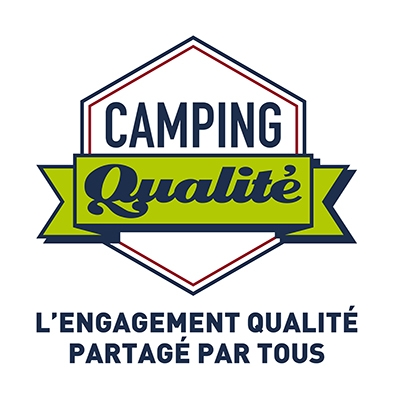 CAMPING
Qualité
L'ENGAGEMENT QUALITÉ
PARTAGÉ PAR TOUS